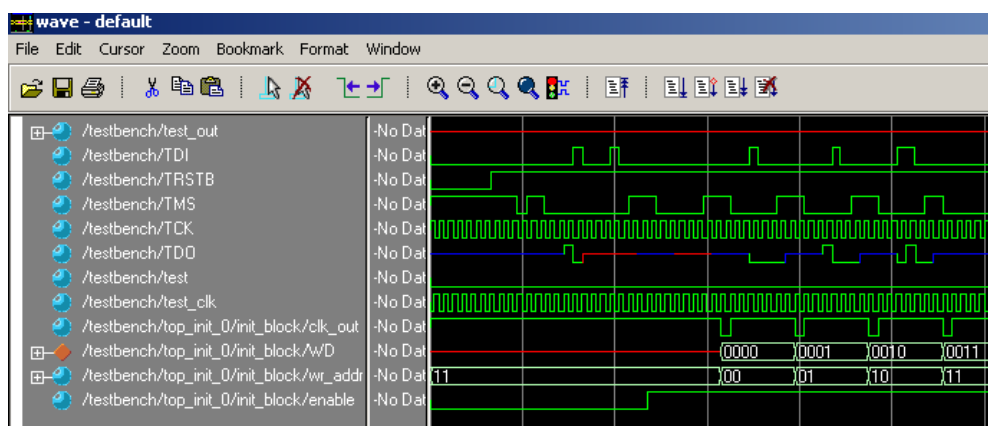 wave - default
File Edit Cursor Zoom Bookmark Format Window
/testbench/test_out -No Dat
/testbench/TDI -No Dat
/testbench/TRSTB -No Dat
/testbench/TMS -No Dat
/testbench/TCK -No Dat
/testbench/TDO -No Dat
/testbench/test -No Dat
/testbench/test_clk -No Dat
/testbench/top_init_0/init_block/clk_out -No Dat
/testbench/top_init_0/init_block/WD -No Dat 0000 0001 0010 0011
/testbench/top_init_0/init_block/wr_addr -No Dat 11 00 01 10 11
/testbench/top_init_0/init_block/enable -No Dat